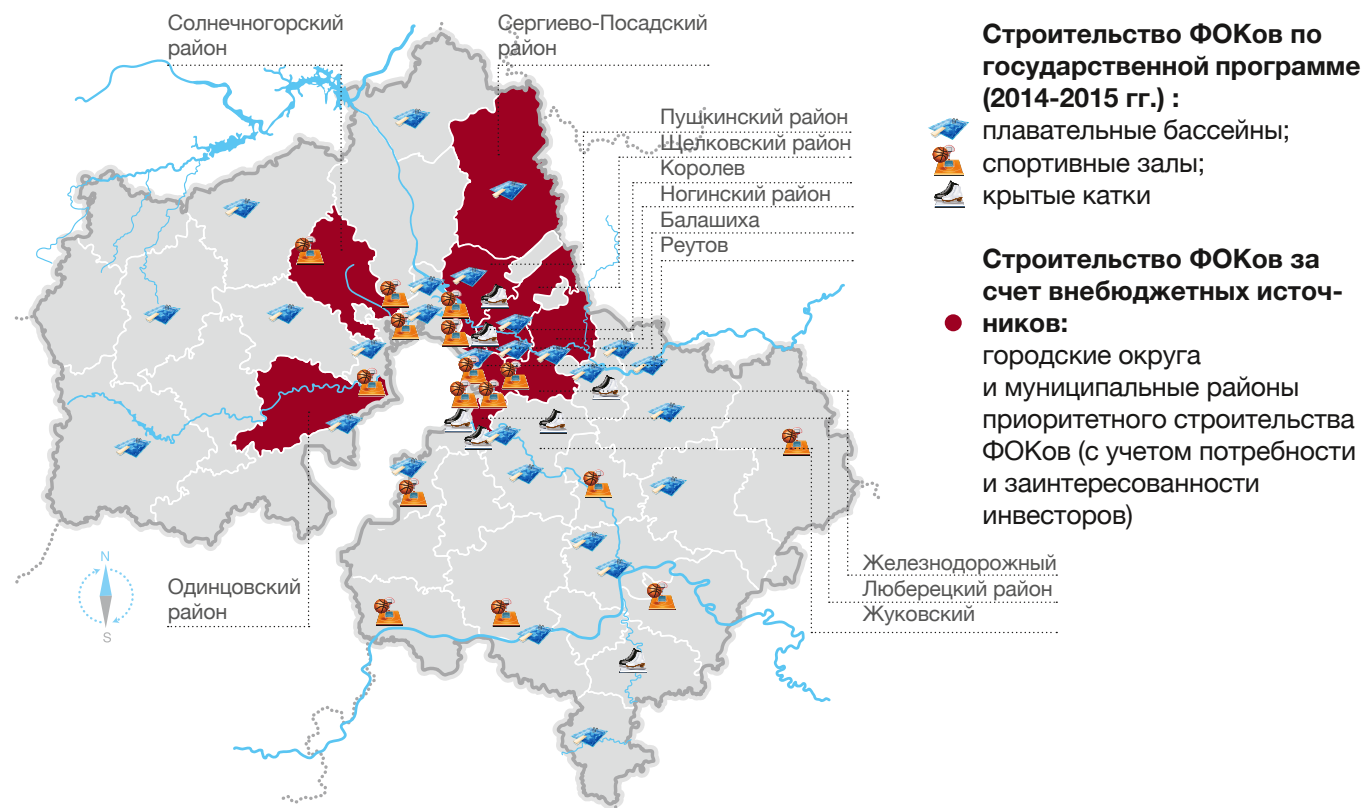 Солнечногорский
район
Сергиево-Посадский
район
Пушкинский район
Щелковский район
Королев
Ногинский район
Балашиха
Реутов
Строительство ФОКов по
государственной программе
(2014-2015 гг.) :
плавательные бассейны;
спортивные залы;
крытые катки
Строительство ФОКов за
счет внебюджетных источ-
ников:
городские округа
и муниципальные районы
приоритетного строительства
ФОКов (с учетом потребности
и заинтересованности
инвесторов)
N
S
Одинцовский
район
Железнодорожный
Люберецкий район
Жуковский